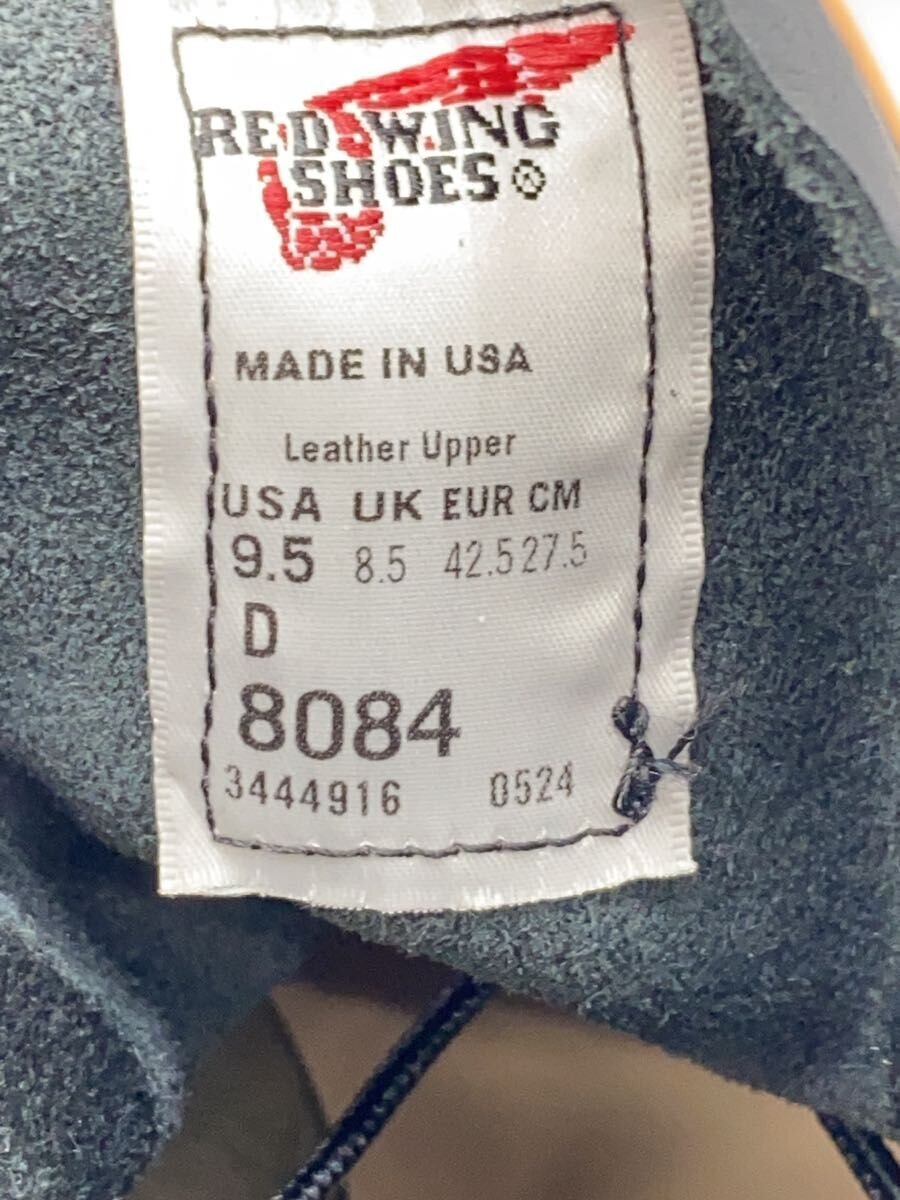 RED WING
SHOES®
MADE IN USA
Leather Upper
USA UK EUR CM
9.5 8.5 42.5 27.5
D
8084
3444916 0524